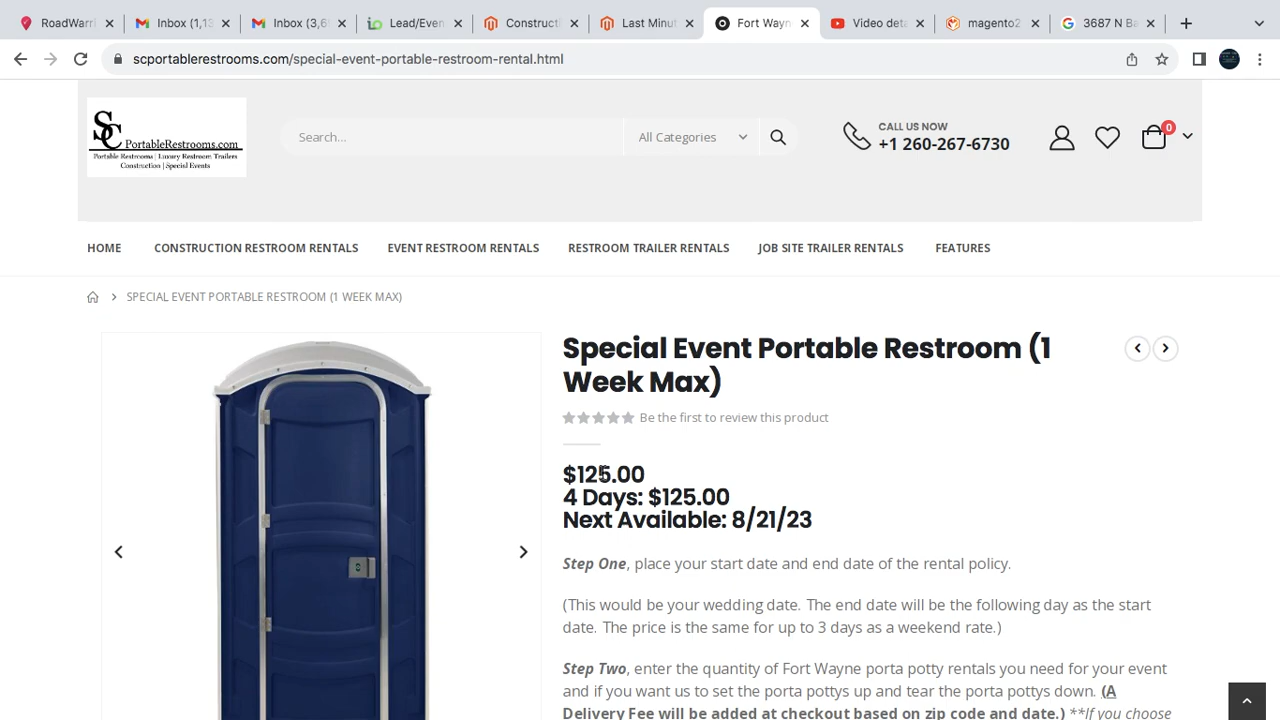 RoadWarri
Inbox (1,13
Inbox (3,6
Lead/Even
Constructi
Last Minut
Fort Wayn
Video deta
magento2
3687 N Ba
scportablerestrooms.com/special-event-portable-restroom-rental.html
SC PortableRestrooms.com
Portable Restrooms | Luxury Restroom Trailers
Construction | Special Events
Search...
All Categories
CALL US NOW
+1 260-267-6730
0
HOME
CONSTRUCTION RESTROOM RENTALS
EVENT RESTROOM RENTALS
RESTROOM TRAILER RENTALS
JOB SITE TRAILER RENTALS
FEATURES
SPECIAL EVENT PORTABLE RESTROOM (1 WEEK MAX)
Special Event Portable Restroom (1
Week Max)
Be the first to review this product
$125.00
4 Days: $125.00
Next Available: 8/21/23
Step One, place your start date and end date of the rental policy.
(This would be your wedding date. The end date will be the following day as the start
date. The price is the same for up to 3 days as a weekend rate.)
Step Two, enter the quantity of Fort Wayne porta potty rentals you need for your event
and if you want us to set the porta pottys up and tear the porta pottys down. (A
Delivery Fee will be added at checkout based on zip code and date.) **If you choose